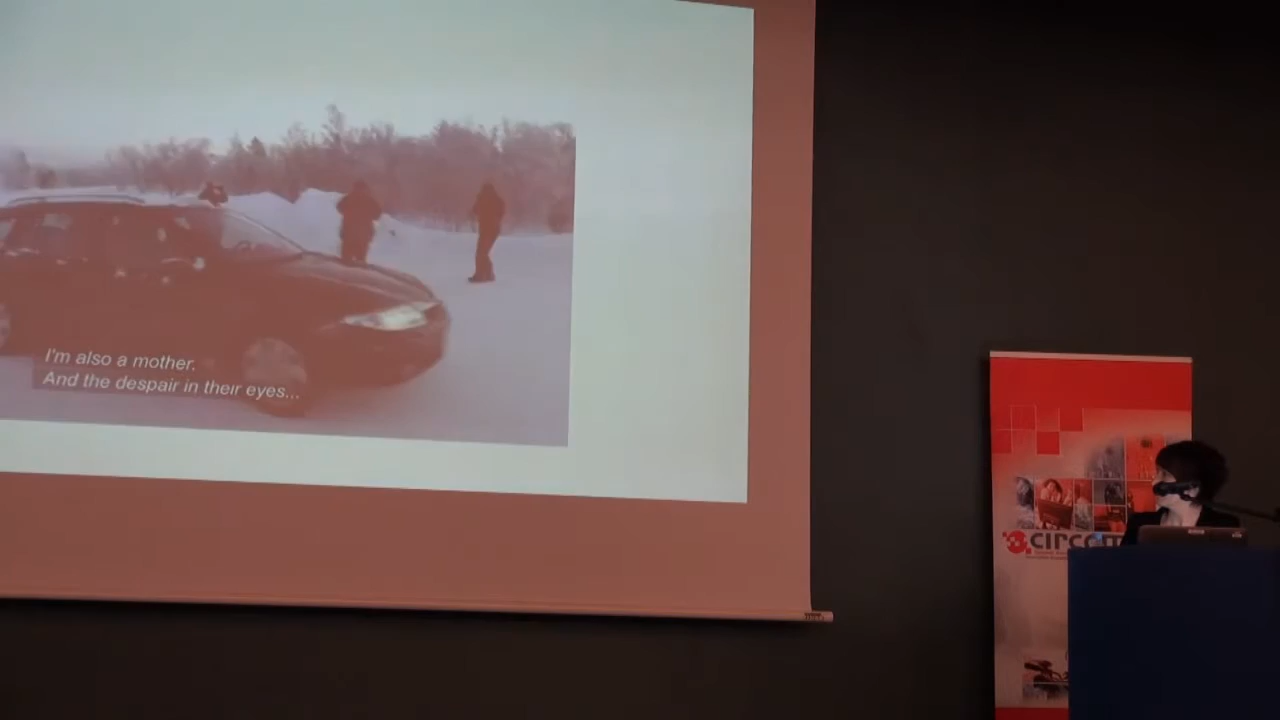 I'm also a mother.
And the despair in their eyes...
circom